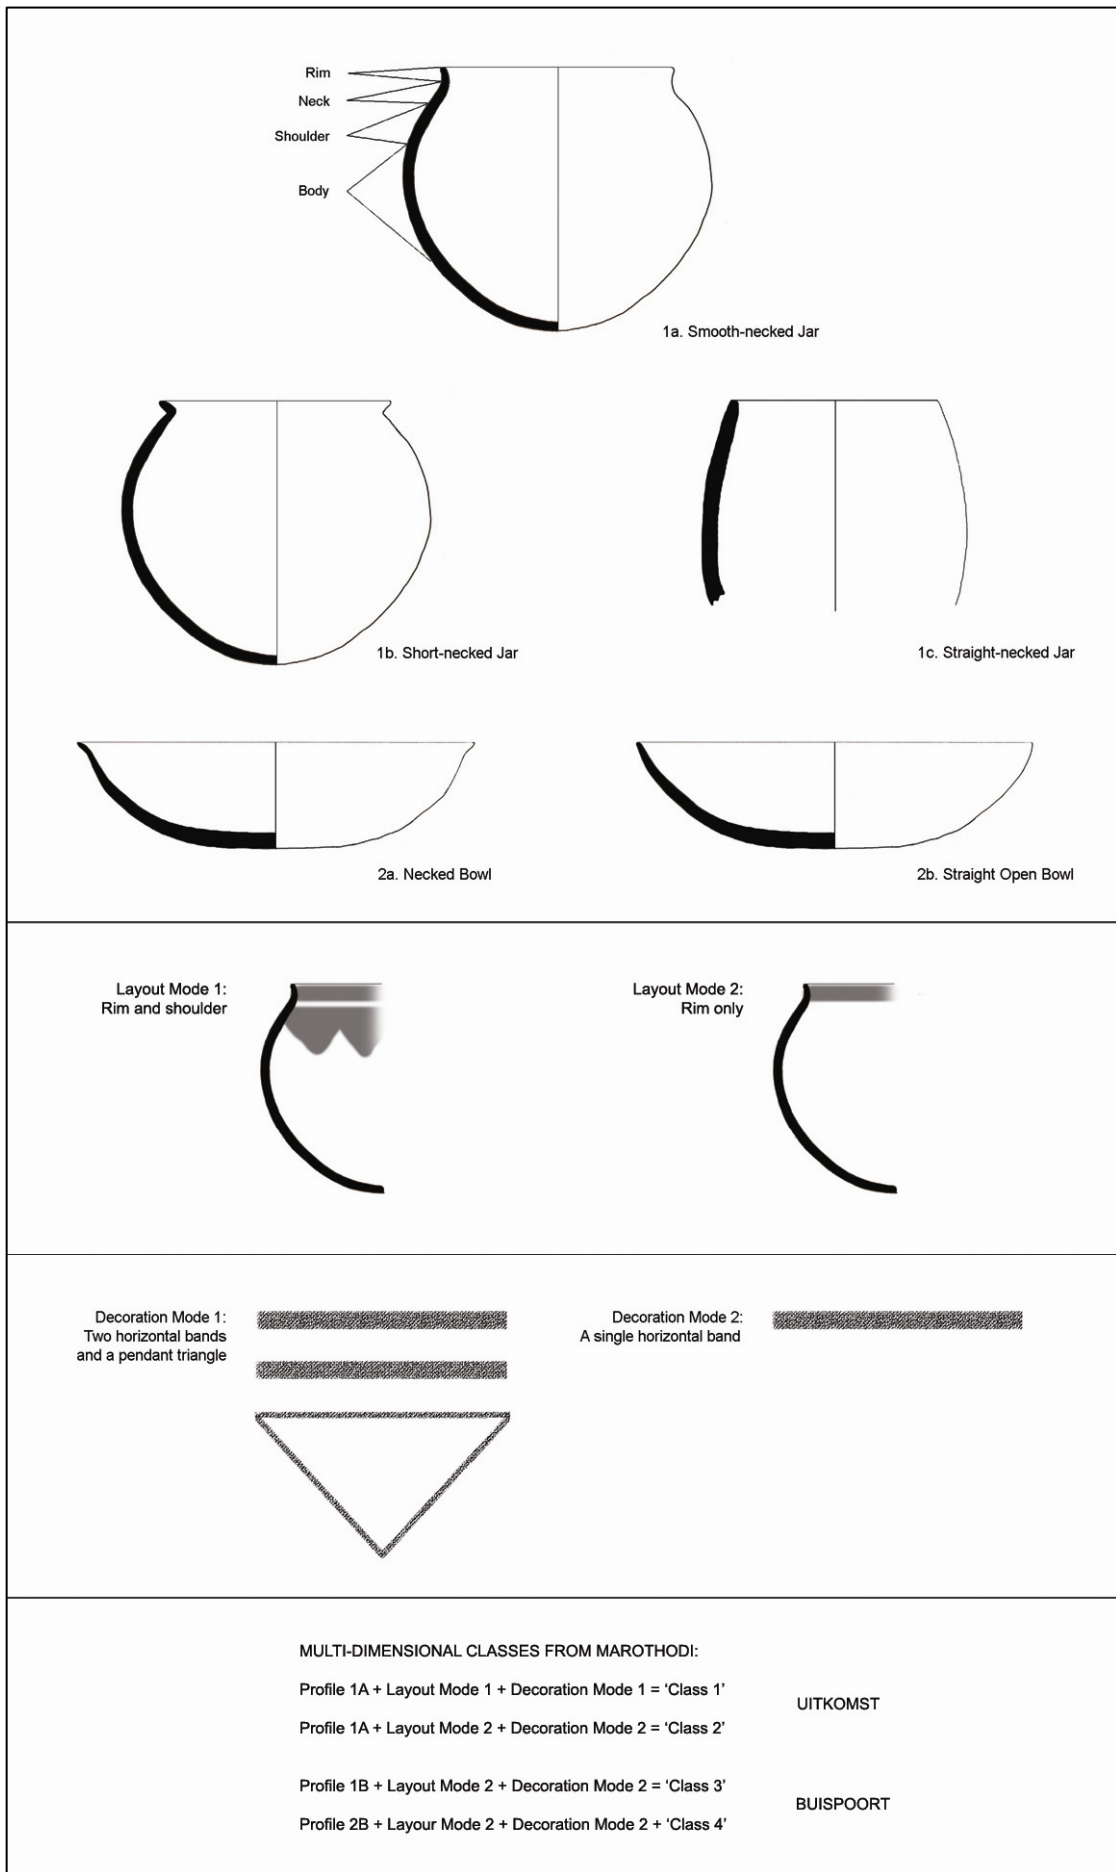 Rim
Neck
Shoulder
Body
1a. Smooth-necked Jar
1b. Short-necked Jar
1c. Straight-necked Jar
2a. Necked Bowl
2b. Straight Open Bowl
Layout Mode 1:
Rim and shoulder
Layout Mode 2:
Rim only
Decoration Mode 1:
Two horizontal bands
and a pendant triangle
Decoration Mode 2:
A single horizontal band
MULTI-DIMENSIONAL CLASSES FROM MAROTHODI:
Profile 1A + Layout Mode 1 + Decoration Mode 1 = ‘Class 1’
Profile 1A + Layout Mode 2 + Decoration Mode 2 = ‘Class 2’
UITKOMST
Profile 1B + Layout Mode 2 + Decoration Mode 2 = ‘Class 3’
Profile 2B + Layour Mode 2 + Decoration Mode 2 + ‘Class 4’
BUISPOORT